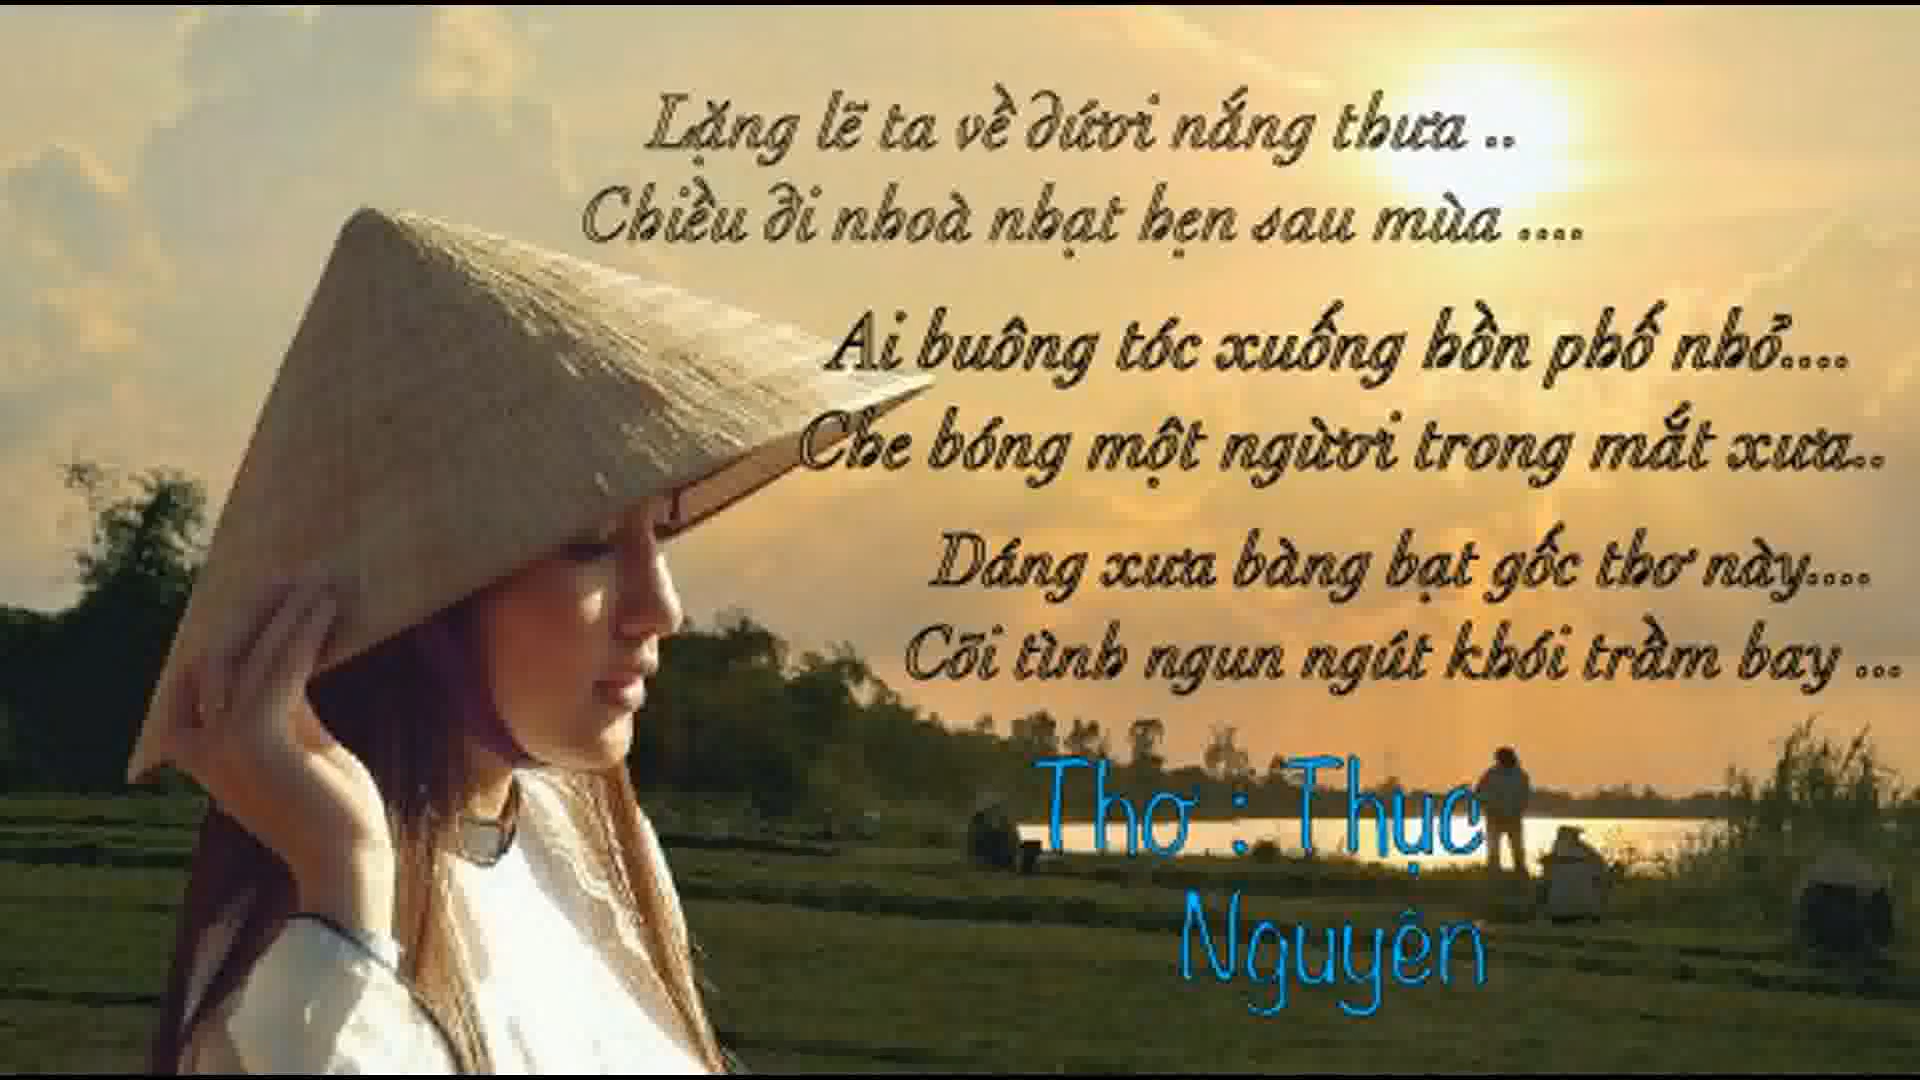 Lặng lẽ ta về dưới nắng thưa ..
Chiều đi nhoà nhạt hẹn sau mùa ....
Ai buông tóc xuống hồn phố nhỏ....
Che bóng một người trong mắt xưa..
Dáng xưa bàng bạt gốc thơ này....
Cõi tình ngun ngút khói trầm bay ...
Thơ : Thục
Nguyên